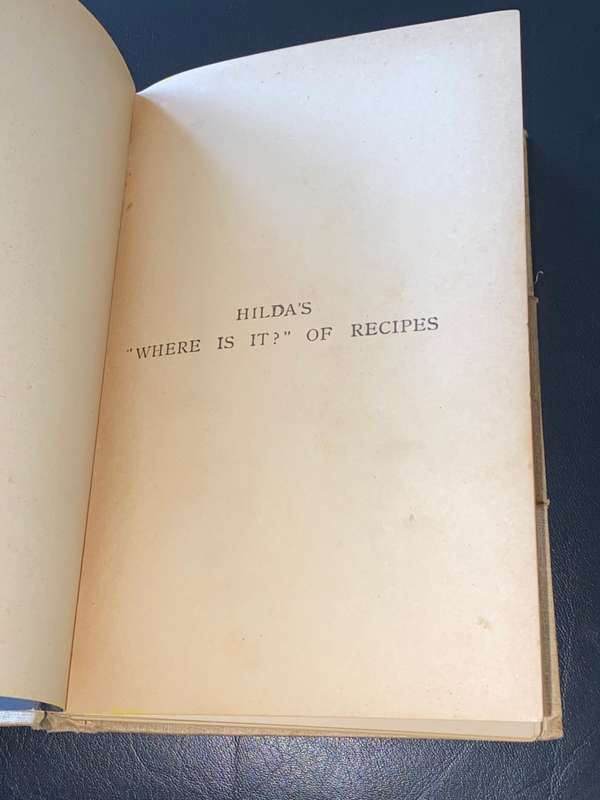 HILDA'S
"WHERE IS IT?" OF RECIPES